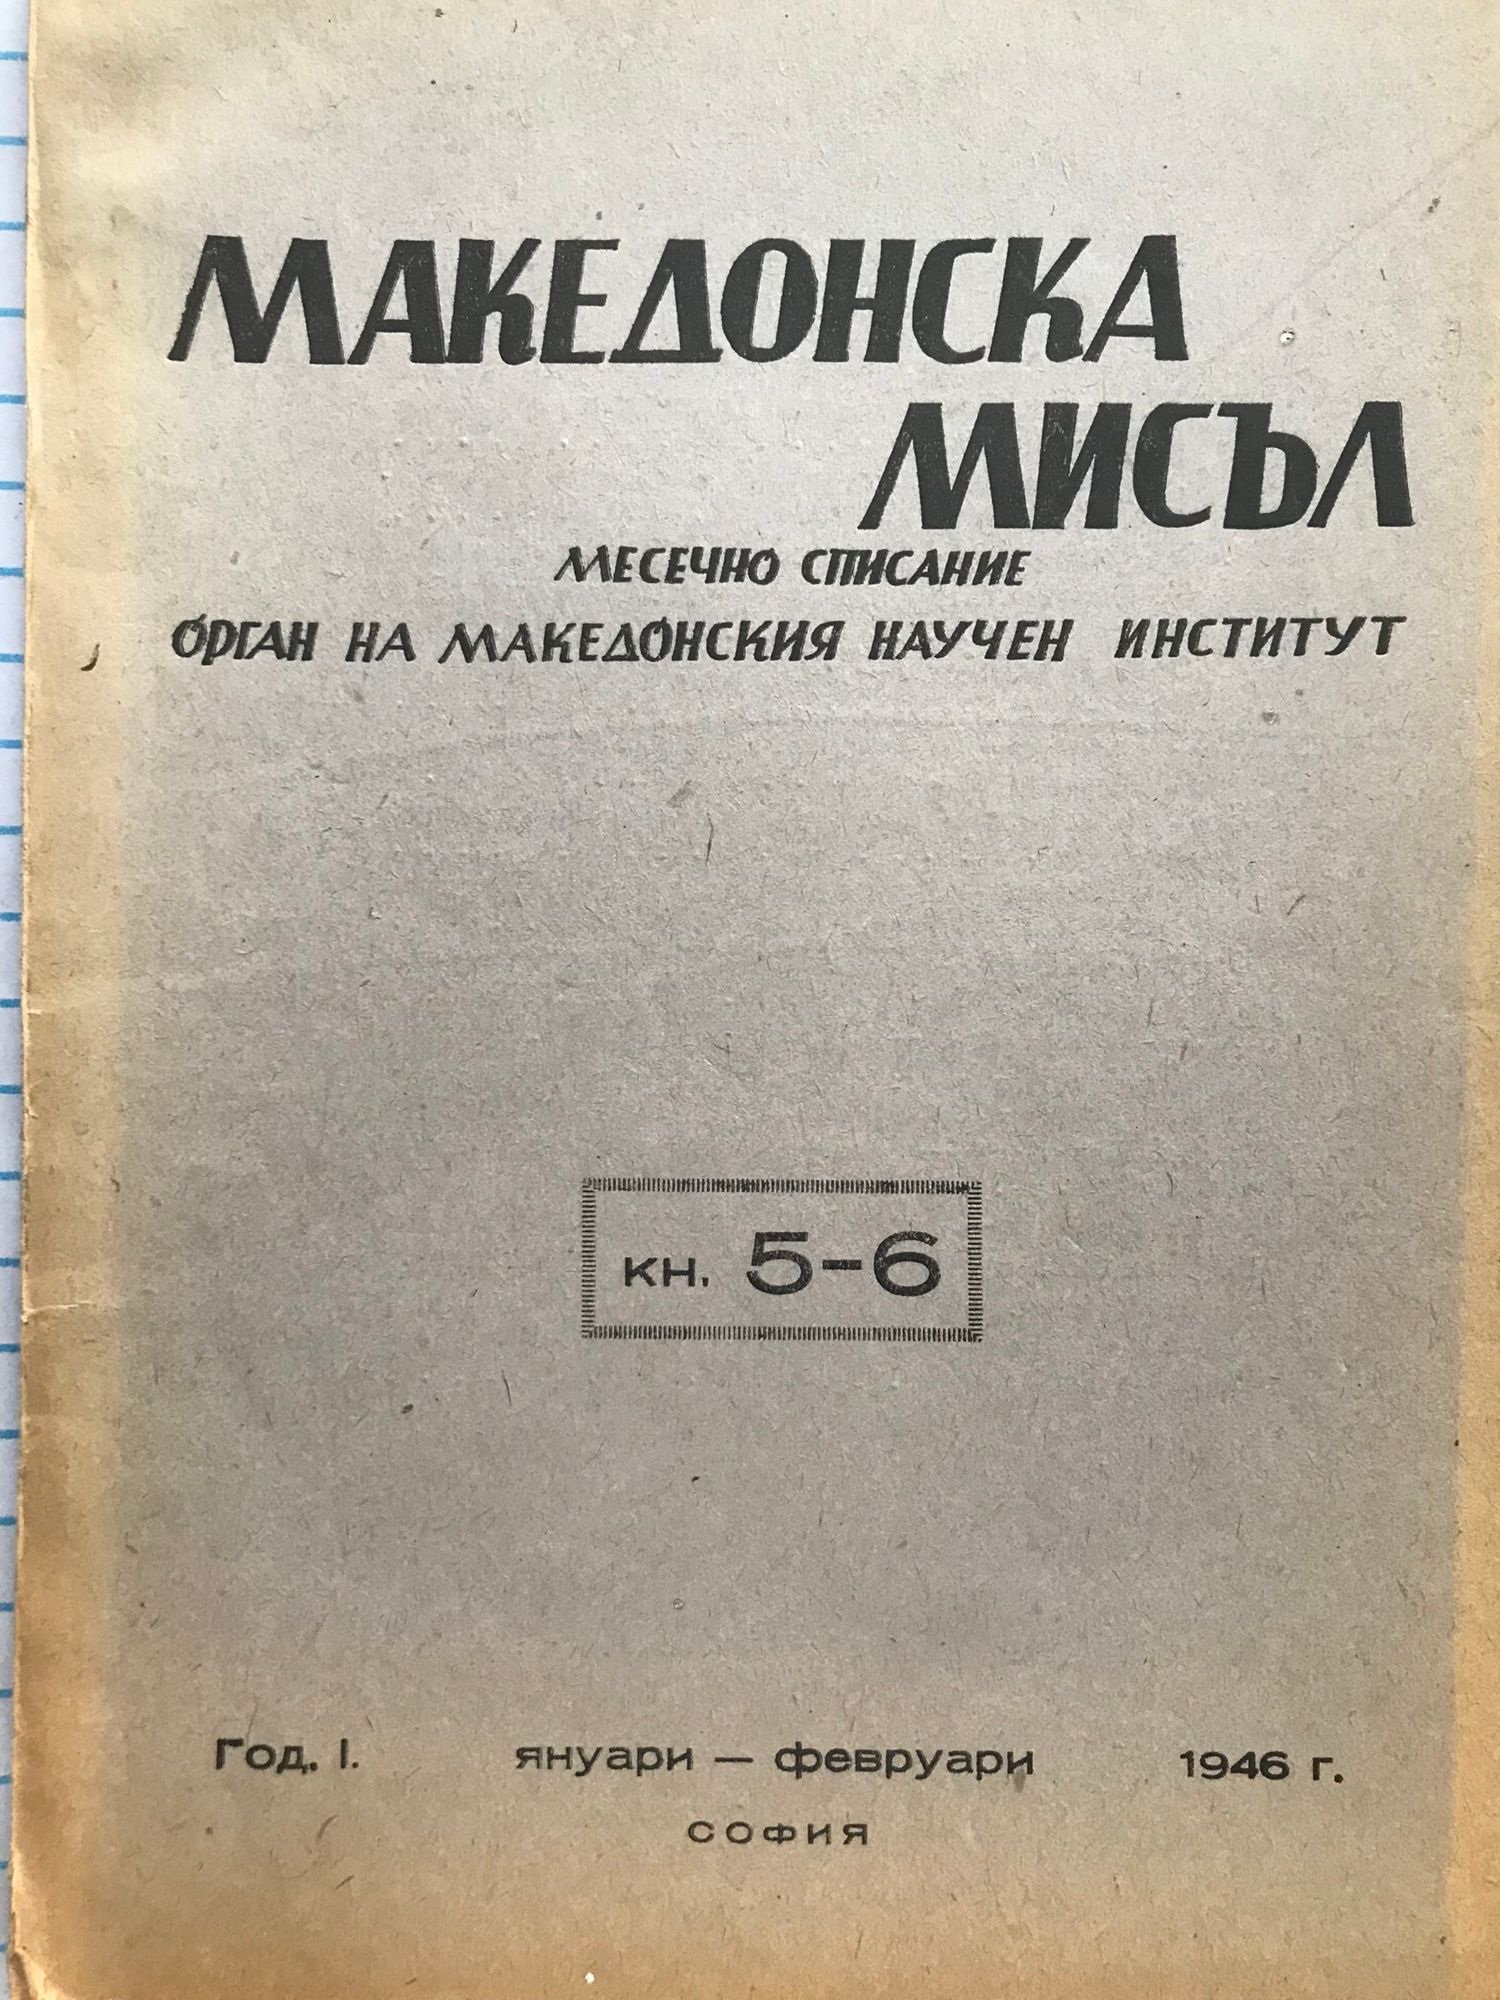 МАКЕДОНСКА
МИСЪЛ
МЕСЕЧНО СПИСАНИЕ
ОРГАН НА МАКЕДОНСКИЯ НАУЧЕН ИНСТИТУТ
кн. 5-6
Год. I. януари — февруари 1946 г.
СОФИЯ